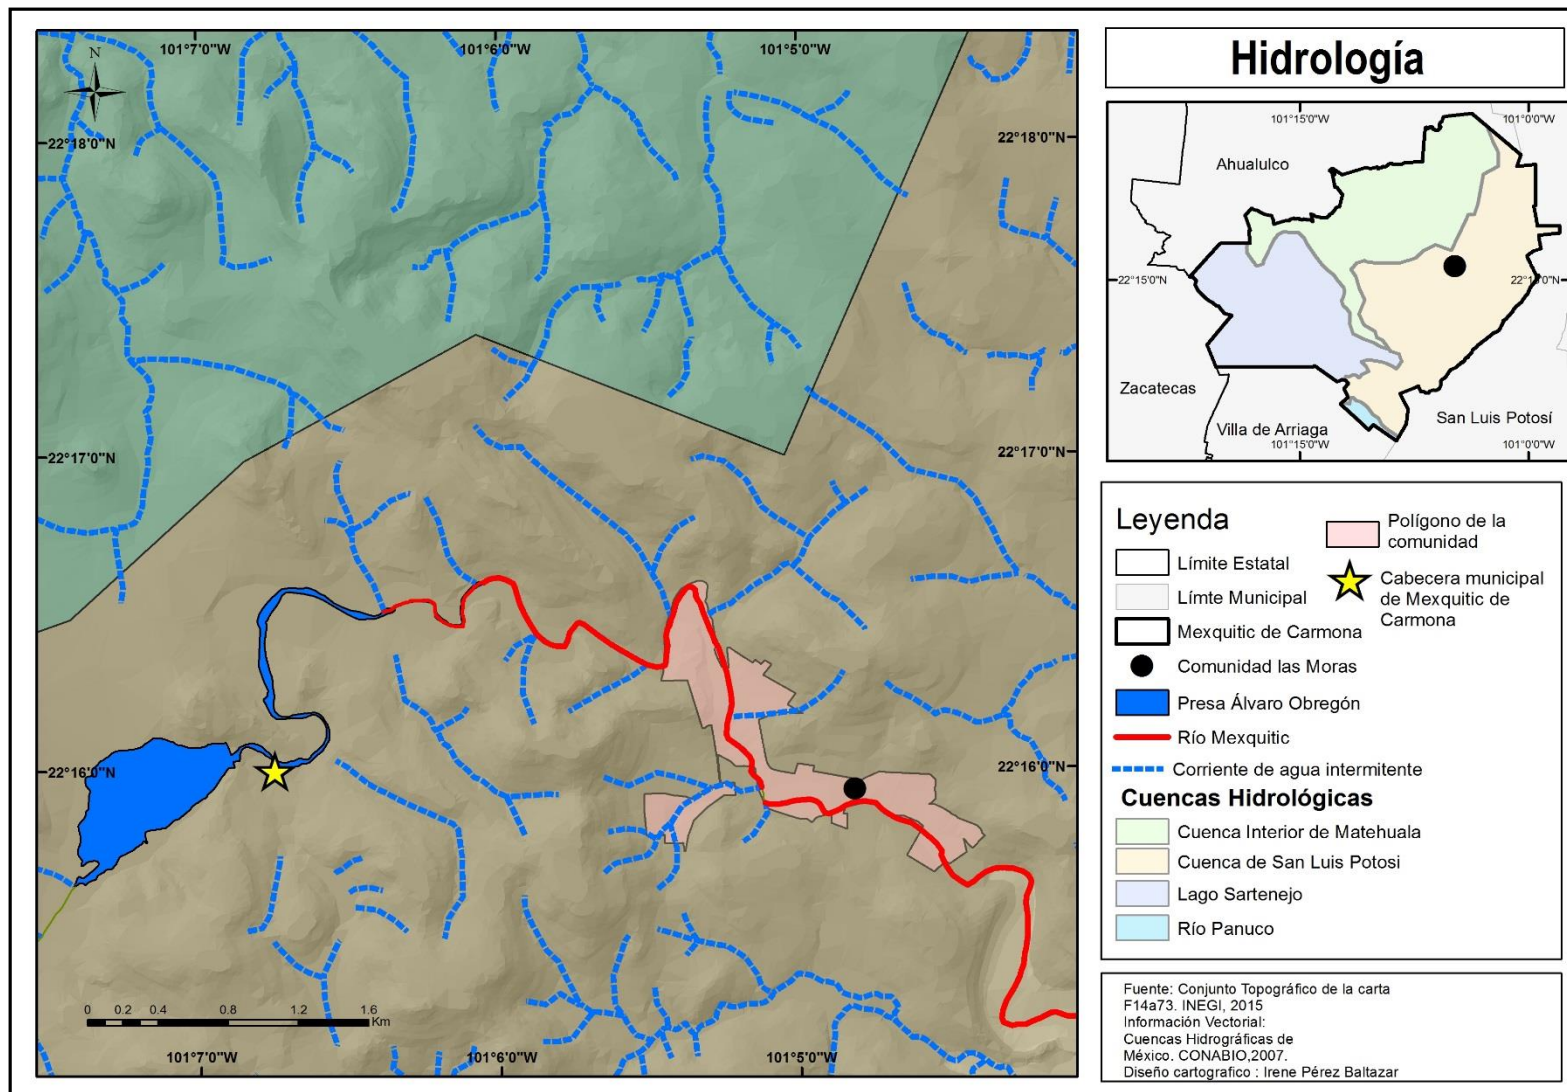 Hidrología
101°7'0"W
101°6'0"W
101°5'0"W
N
22°18'0"N
22°18'0"N
22°17'0"N
22°17'0"N
22°16'0"N
22°16'0"N
0 0.2 0.4 0.8 1.2 1.6
Km
101°7'0"W
101°6'0"W
101°5'0"W
101°15'0"W
101°0'0"W
Ahualulco
22°15'0"N
22°15'0"N
Zacatecas
Villa de Arriaga
San Luis Potosí
101°15'0"W
101°0'0"W
Leyenda
Límite Estatal
Límte Municipal
Mexquitic de Carmona
Comunidad las Moras
Presa Álvaro Obregón
Río Mexquitic
Corriente de agua intermitente
Polígono de la
comunidad
Cabecera municipal
de Mexquitic de
Carmona
Cuencas Hidrológicas
Cuenca Interior de Matehuala
Cuenca de San Luis Potosi
Lago Sartenejo
Río Panuco
Fuente: Conjunto Topográfico de la carta
F14a73. INEGI, 2015
Información Vectorial:
Cuencas Hidrográficas de
México. CONABIO,2007.
Diseño cartografico : Irene Pérez Baltazar